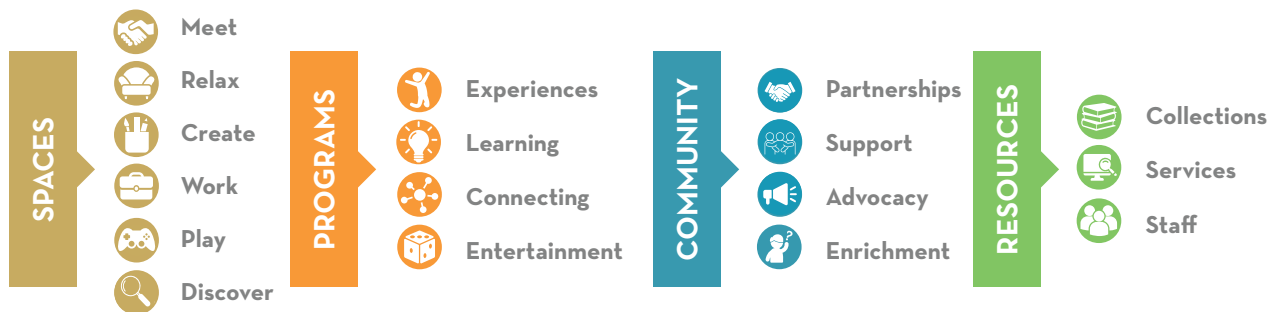 SPACES
Meet
Relax
Create
Work
Play
Discover
PROGRAMS
Experiences
Learning
Connecting
Entertainment
COMMUNITY
Partnerships
Support
Advocacy
Enrichment
RESOURCES
Collections
Services
Staff